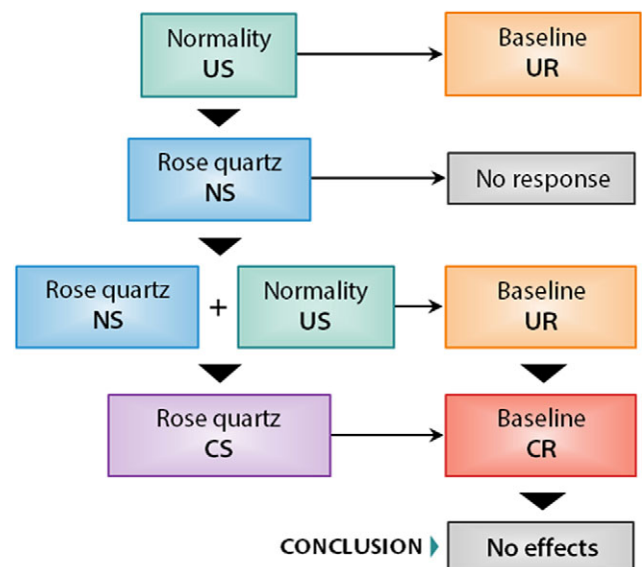 Normality
US
Baseline
UR
Rose quartz
NS
No response
Rose quartz
NS
+
Normality
US
Baseline
UR
Rose quartz
CS
Baseline
CR
CONCLUSION
No effects